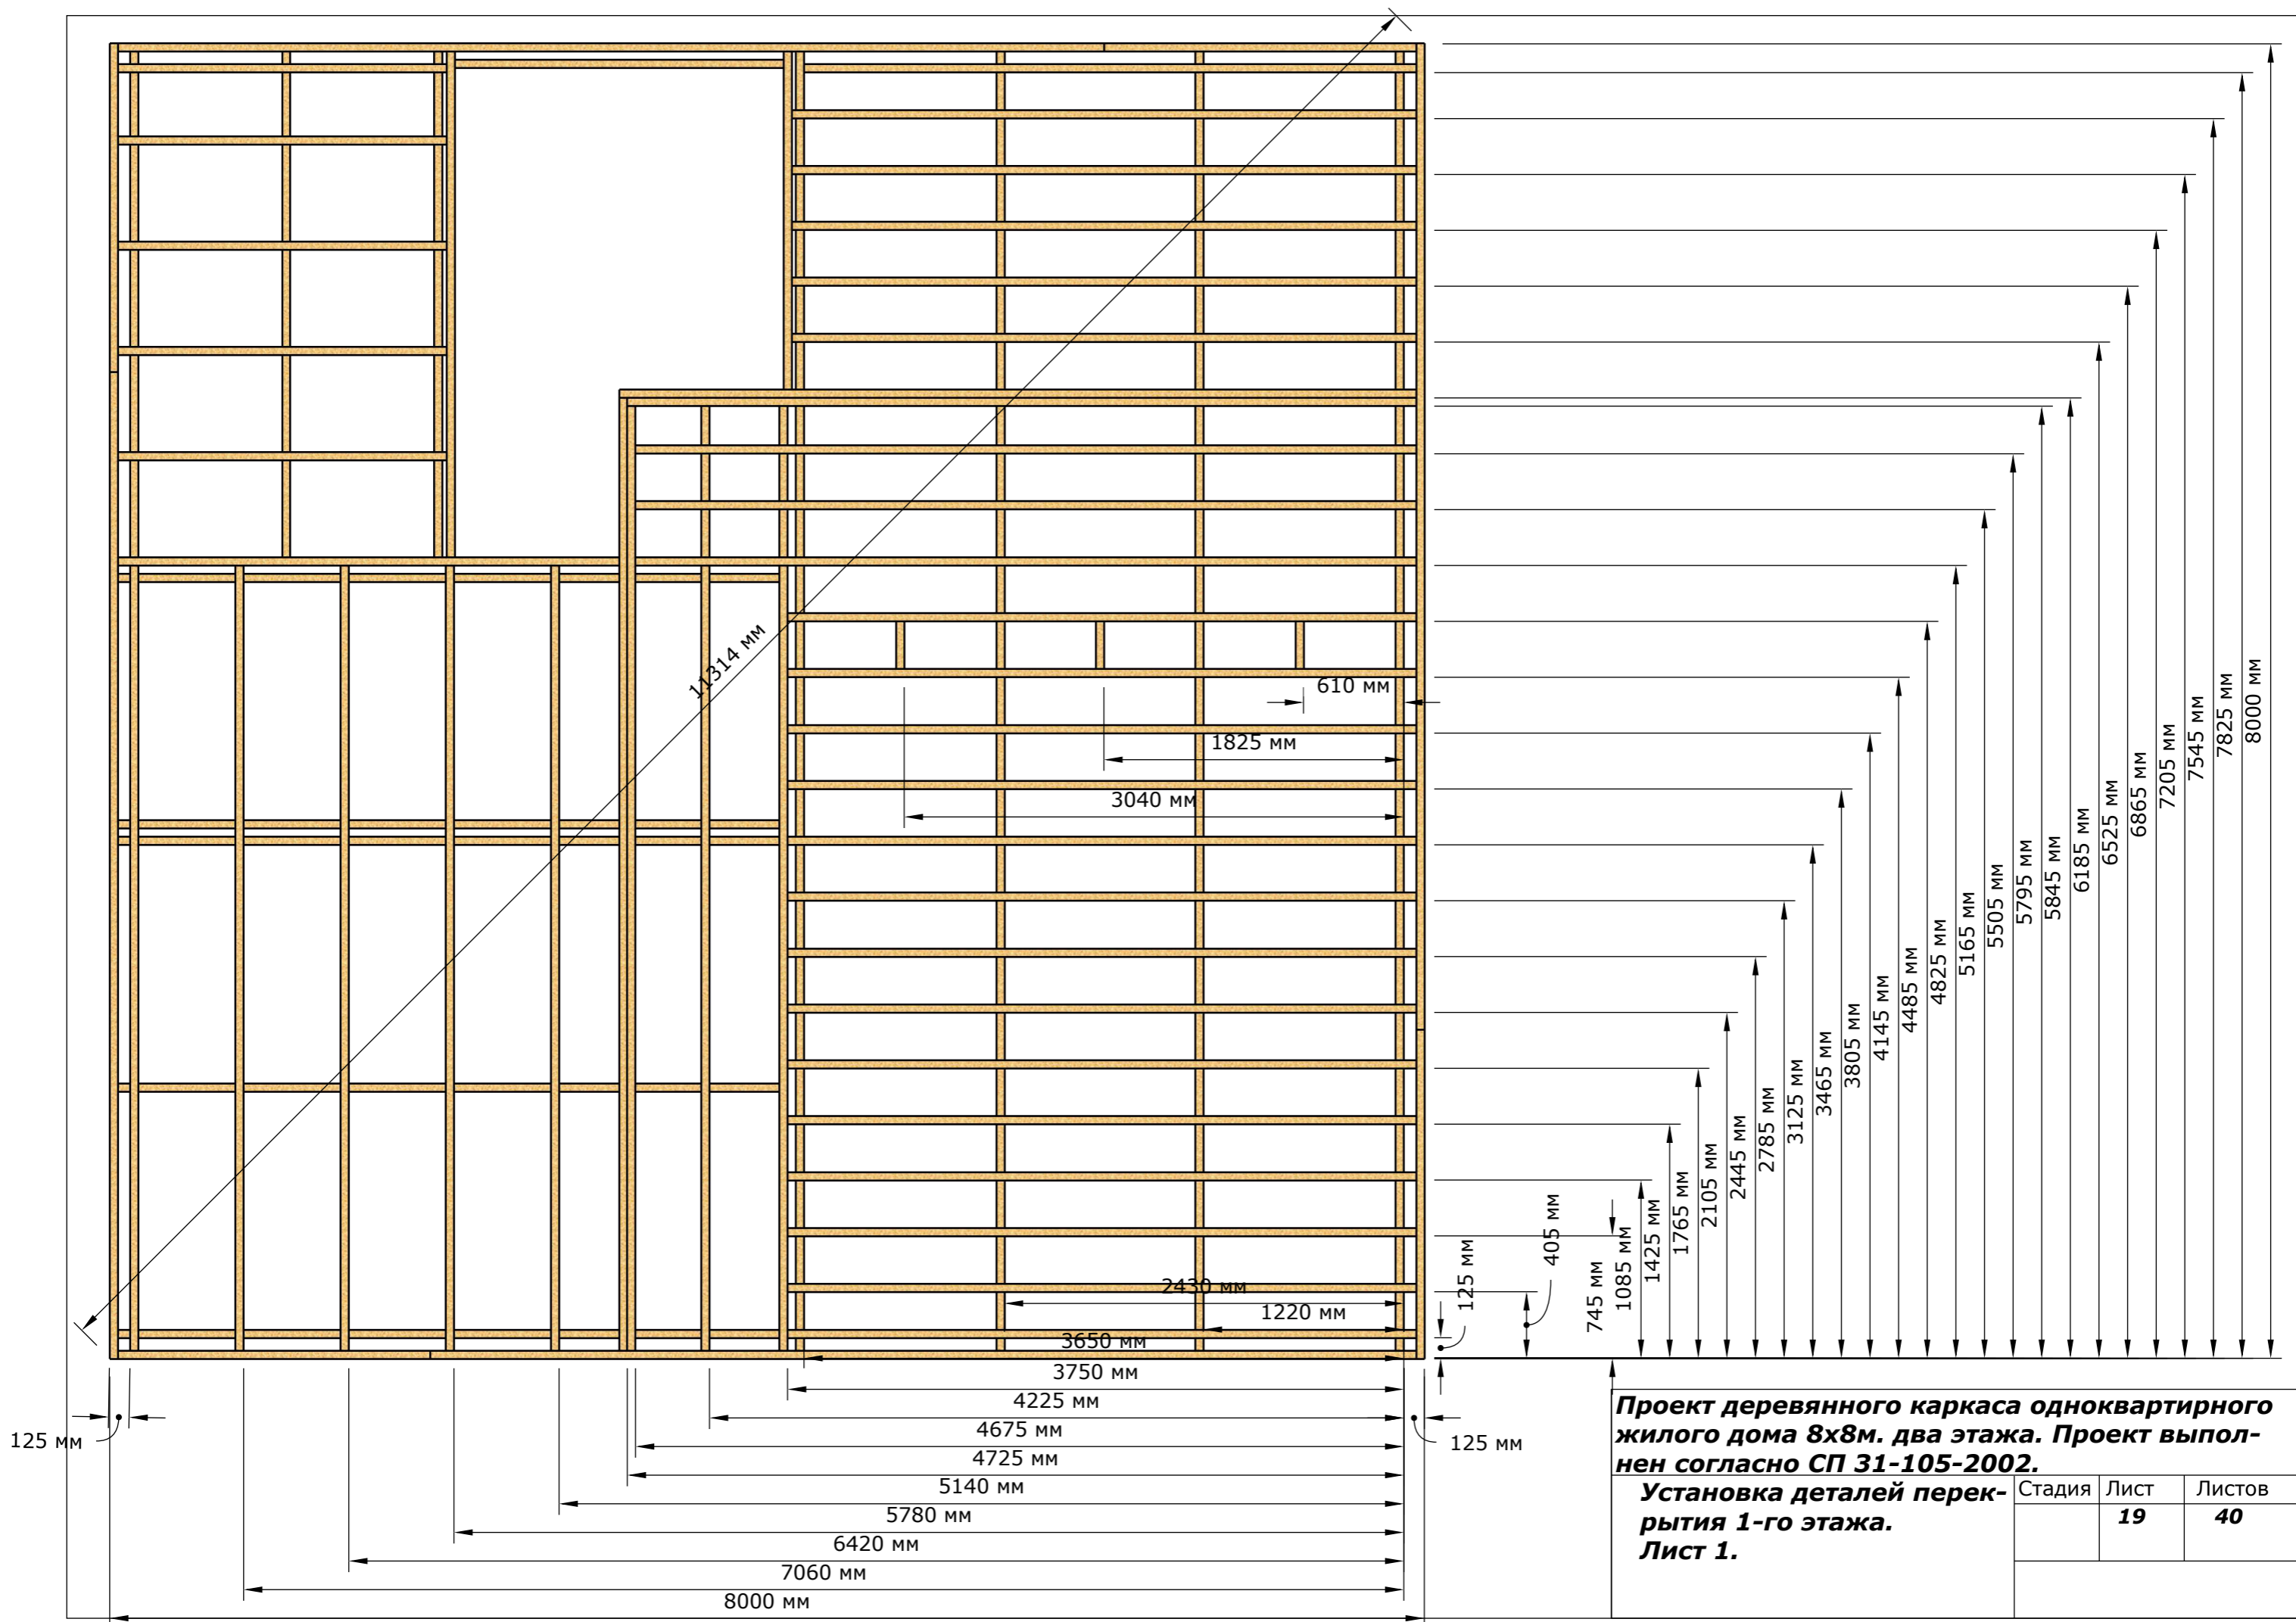 11314 мм
610 мм
1825 мм
3040 мм
2430 мм
1220 мм
3650 мм
3750 мм
4225 мм
4675 мм
4725 мм
5140 мм
5780 мм
6420 мм
7060 мм
8000 мм
125 мм
125 мм
125 мм
405 мм
745 мм
1085 мм
1425 мм
1765 мм
2105 мм
2445 мм
2785 мм
3125 мм
3465 мм
3805 мм
4145 мм
4485 мм
4825 мм
5165 мм
5505 мм
5795 мм
5845 мм
6185 мм
6525 мм
6865 мм
7205 мм
7545 мм
7825 мм
8000 мм
Проект деревянного каркаса одноквартирного
жилого дома 8х8м. два этажа. Проект выпол-
нен согласно СП 31-105-2002.
Установка деталей перек-
рытия 1-го этажа.
Лист 1.
Стадия Лист Листов
19 40